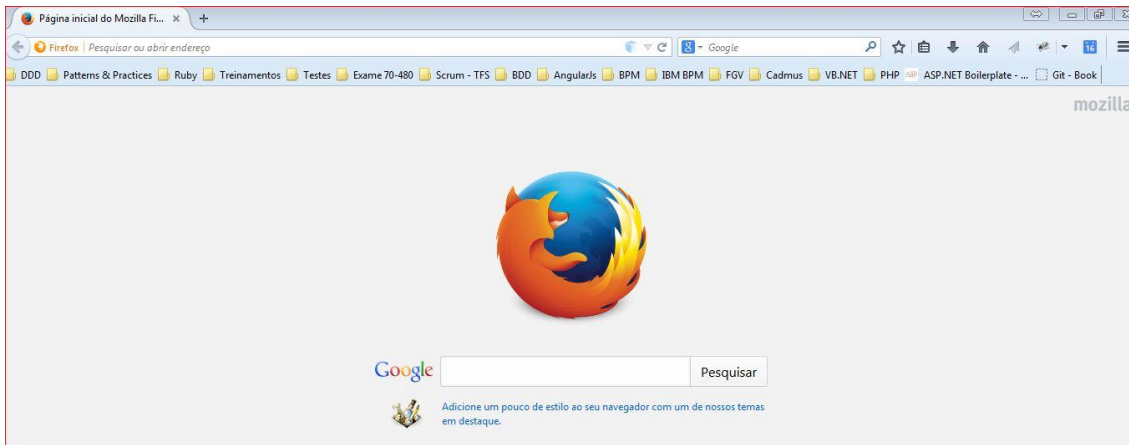 Página inicial do Mozilla Fi...
Firefox Pesquisar ou abrir endereço Google 16
DDD Patterns & Practices Ruby Treinamentos Testes Exame 70-480 Scrum - TFS BDD AngularJs BPM IBM BPM FGV Cadmus VB.NET PHP ABP ASP.NET Boilerplate - ... Git - Book
mozilla
Google Pesquisar
Adicione um pouco de estilo ao seu navegador com um de nossos temas
em destaque.